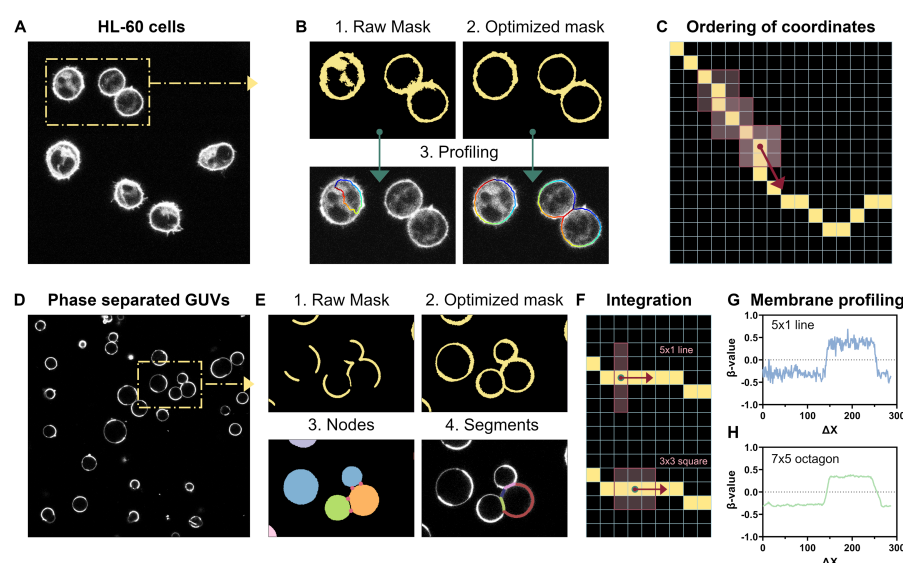 A HL-60 cells
B 1. Raw Mask 2. Optimized mask
3. Profiling
C Ordering of coordinates
D Phase separated GUVs
E 1. Raw Mask 2. Optimized mask
3. Nodes 4. Segments
F Integration
5x1 line
3x3 square
G Membrane profiling
5x1 line
β-value
1.0
0.5
0.0
-0.5
-1.0
0 100 200 300
ΔX
H
7x5 octagon
β-value
1.0
0.5
0.0
-0.5
-1.0
0 100 200 300
ΔX